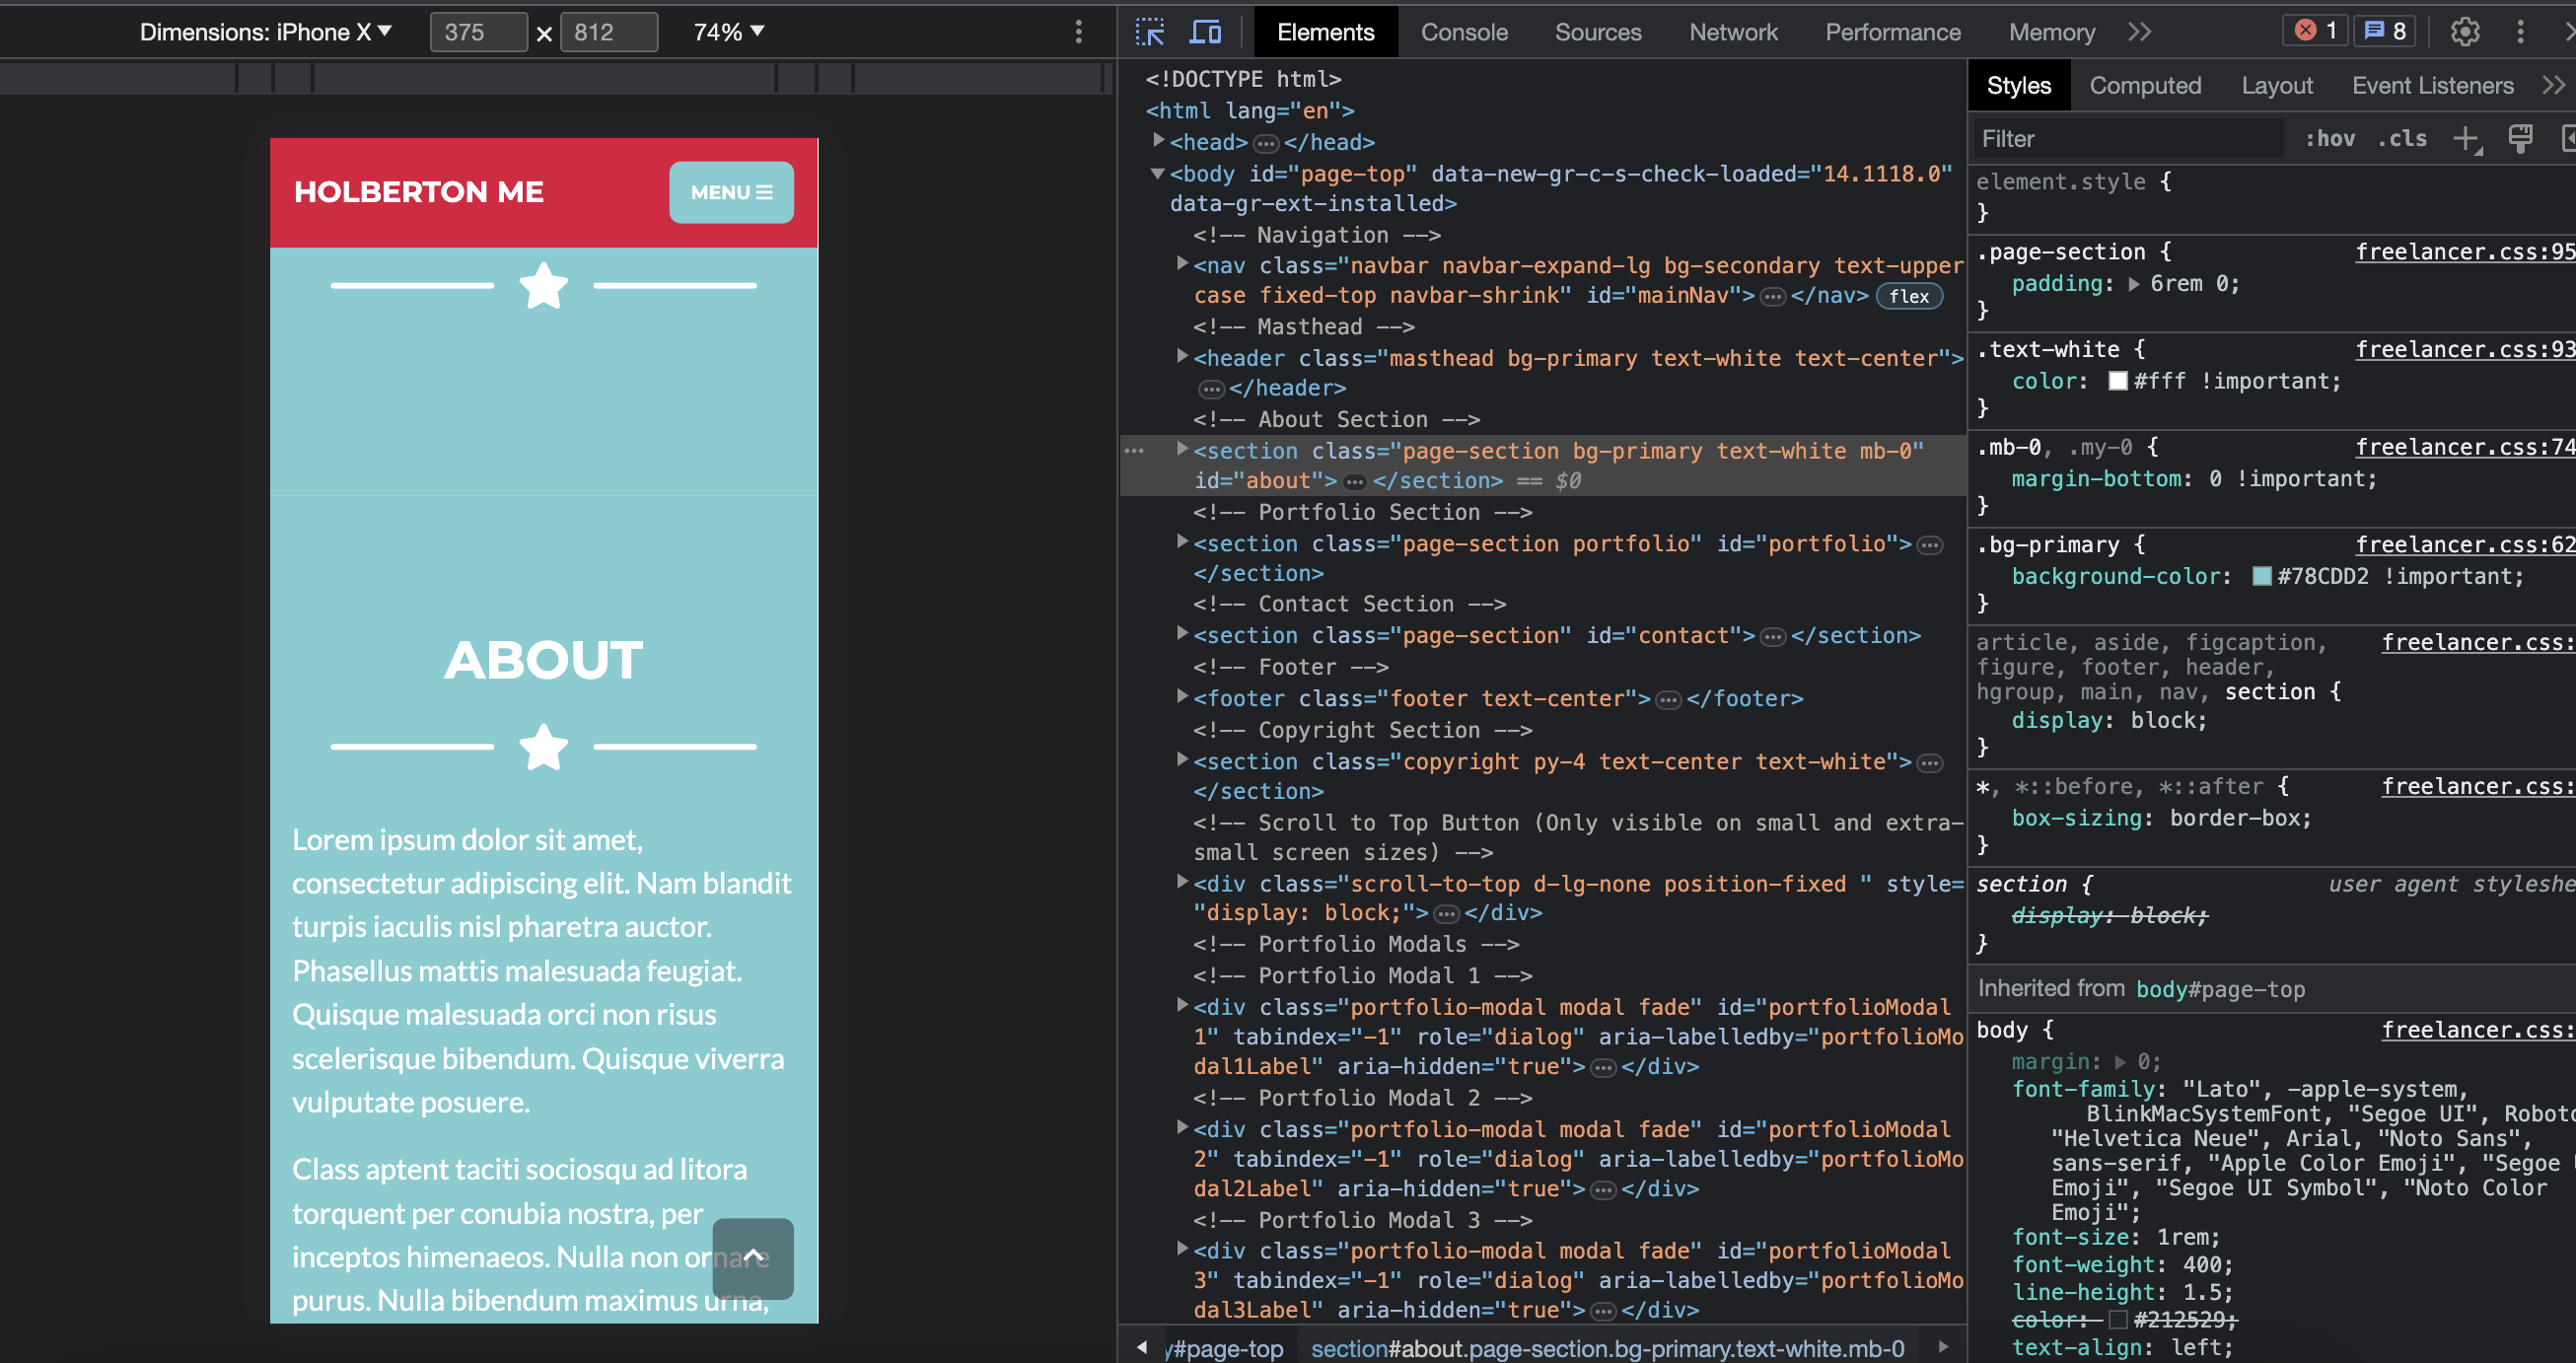 Dimensions: iPhone X ▼ 375 × 812 74% ▼
HOLBERTON ME
MENU
ABOUT
Lorem ipsum dolor sit amet,
consectetur adipiscing elit. Nam blandit
turpis iaculis nisl pharetra auctor.
Phasellus mattis malesuada feugiat.
Quisque malesuada orci non risus
scelerisque bibendum. Quisque viverra
vulputate posuere.
Class aptent taciti sociosqu ad litora
torquent per conubia nostra, per
inceptos himenaeos. Nulla non ornare
purus. Nulla bibendum maximus urna,
Elements Console Sources Network Performance Memory 1 8
<!DOCTYPE html>
<html lang="en">
<head>…</head>
<body id="page-top" data-new-gr-c-s-check-loaded="14.1118.0"
data-gr-ext-installed>
<!-- Navigation -->
<nav class="navbar navbar-expand-lg bg-secondary text-upper
case fixed-top navbar-shrink" id="mainNav">…</nav> flex
<!-- Masthead -->
<header class="masthead bg-primary text-white text-center">
…</header>
<!-- About Section -->
<section class="page-section bg-primary text-white mb-0"
id="about">…</section> == $0
<!-- Portfolio Section -->
<section class="page-section portfolio" id="portfolio">…
</section>
<!-- Contact Section -->
<section class="page-section" id="contact">…</section>
<!-- Footer -->
<footer class="footer text-center">…</footer>
<!-- Copyright Section -->
<section class="copyright py-4 text-center text-white">…
</section>
<!-- Scroll to Top Button (Only visible on small and extra-
small screen sizes) -->
<div class="scroll-to-top d-lg-none position-fixed " style=
"display: block;">…</div>
<!-- Portfolio Modals -->
<!-- Portfolio Modal 1 -->
<div class="portfolio-modal modal fade" id="portfolioModal
1" tabindex="-1" role="dialog" aria-labelledby="portfolioMo
dal1Label" aria-hidden="true">…</div>
<!-- Portfolio Modal 2 -->
<div class="portfolio-modal modal fade" id="portfolioModal
2" tabindex="-1" role="dialog" aria-labelledby="portfolioMo
dal2Label" aria-hidden="true">…</div>
<!-- Portfolio Modal 3 -->
<div class="portfolio-modal modal fade" id="portfolioModal
3" tabindex="-1" role="dialog" aria-labelledby="portfolioMo
dal3Label" aria-hidden="true">…</div>
y#page-top section#about.page-section.bg-primary.text-white.mb-0
Styles Computed Layout Event Listeners
Filter :hov .cls
element.style {
}
.page-section { freelancer.css:95
padding: 6rem 0;
}
.text-white { freelancer.css:93
color: #fff !important;
}
.mb-0, .my-0 { freelancer.css:74
margin-bottom: 0 !important;
}
.bg-primary { freelancer.css:62
background-color: #78CDD2 !important;
}
article, aside, figcaption, freelancer.css:
figure, footer, header,
hgroup, main, nav, section {
display: block;
}
*, *::before, *::after { freelancer.css:
box-sizing: border-box;
}
section { user agent styleshe
display: block;
}
Inherited from body#page-top
body { freelancer.css:
margin: 0;
font-family: "Lato", -apple-system,
BlinkMacSystemFont, "Segoe UI", Roboto
"Helvetica Neue", Arial, "Noto Sans",
sans-serif, "Apple Color Emoji", "Segoe
Emoji", "Segoe UI Symbol", "Noto Color
Emoji";
font-size: 1rem;
font-weight: 400;
line-height: 1.5;
color: #212529;
text-align: left;